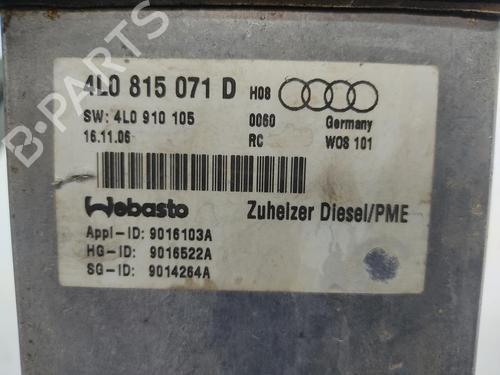 4L0 815 071 D H08
SW: 4L0 910 105 0060 Germany
16.11.06 RC WOS 101
Webasto Zuheizer Diesel/PME
Appl-ID: 9016103A
HG-ID: 9016522A
SG-ID: 9014264A
B-PARTS